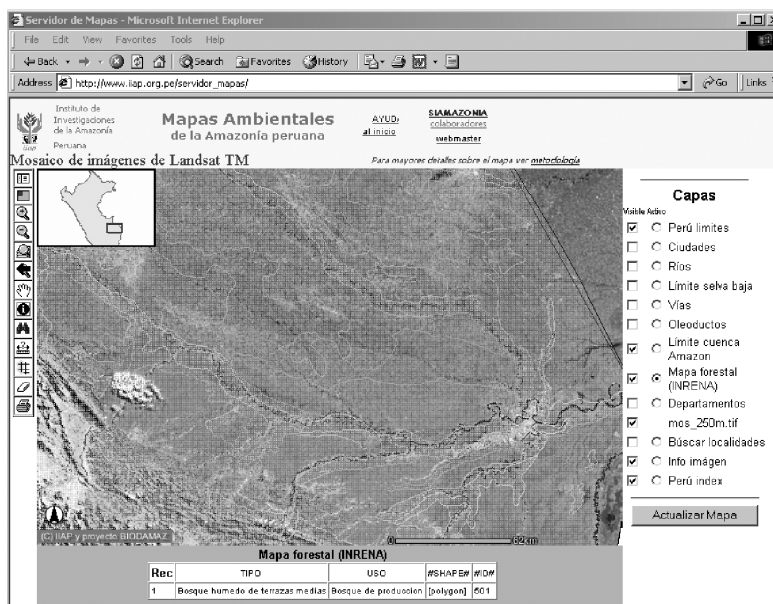 Servidor de Mapas - Microsoft Internet Explorer
File Edit View Favorites Tools Help
Back Search Favorites History
Address http://www.iiap.org.pe/servidor_mapas/ Go Links
Instituto de
Investigaciones
de la Amazonía
Peruana
iiap
Mapas Ambientales
de la Amazonía peruana
AYUDA
al inicio
SIAMAZONIA
colaboradores
webmaster
Mosaico de imágenes de Landsat TM
Para mayores detalles sobre el mapa ver metodología
Capas
Visible Activo
Perú limites
Ciudades
Ríos
Límite selva baja
Vías
Oleoductos
Límite cuenca
Amazon
Mapa forestal
(INRENA)
Departamentos
mos_250m.tif
Búscar localidades
Info imágen
Perú index
Actualizar Mapa
(C) IIAP y proyecto BIODAMAZ
0 62km
Mapa forestal (INRENA)
Rec TIPO USO #SHAPE# #ID#
1 Bosque humedo de terrazas medias Bosque de produccion [polygon] 501